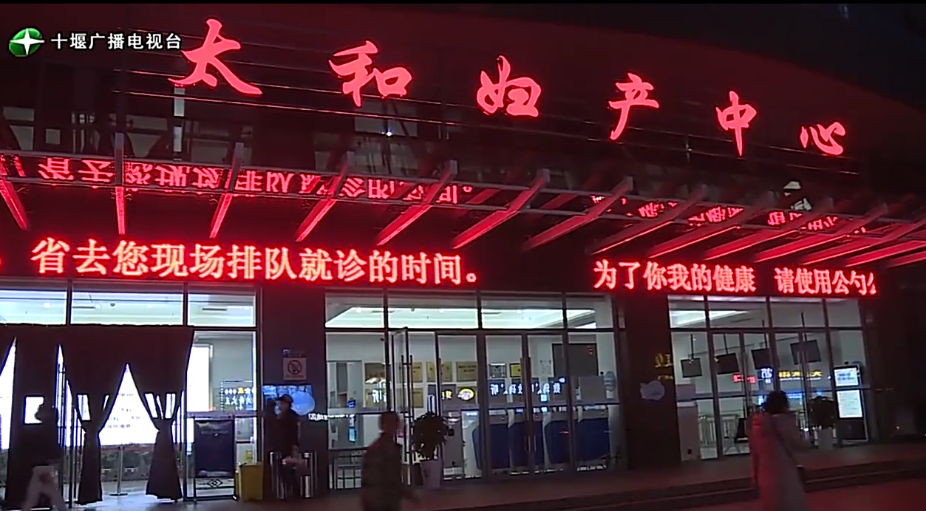 十堰广播电视台
太和妇产中心
省去您现场排队就诊的时间。
为了你我的健康 请使用公勺